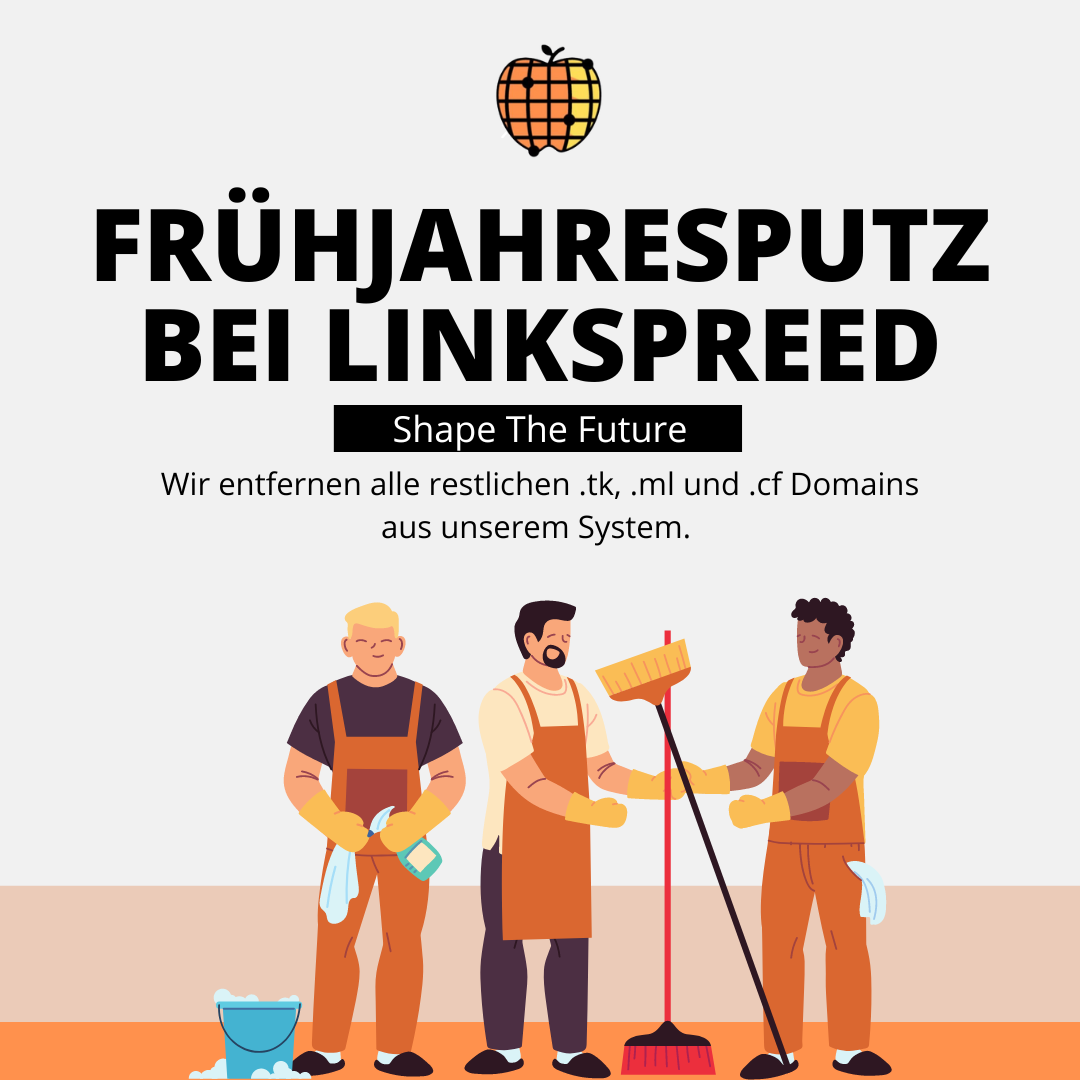 FRÜHJAHRESPUTZ
BEI LINKSPREED
Shape The Future
Wir entfernen alle restlichen .tk, .ml und .cf Domains
aus unserem System.